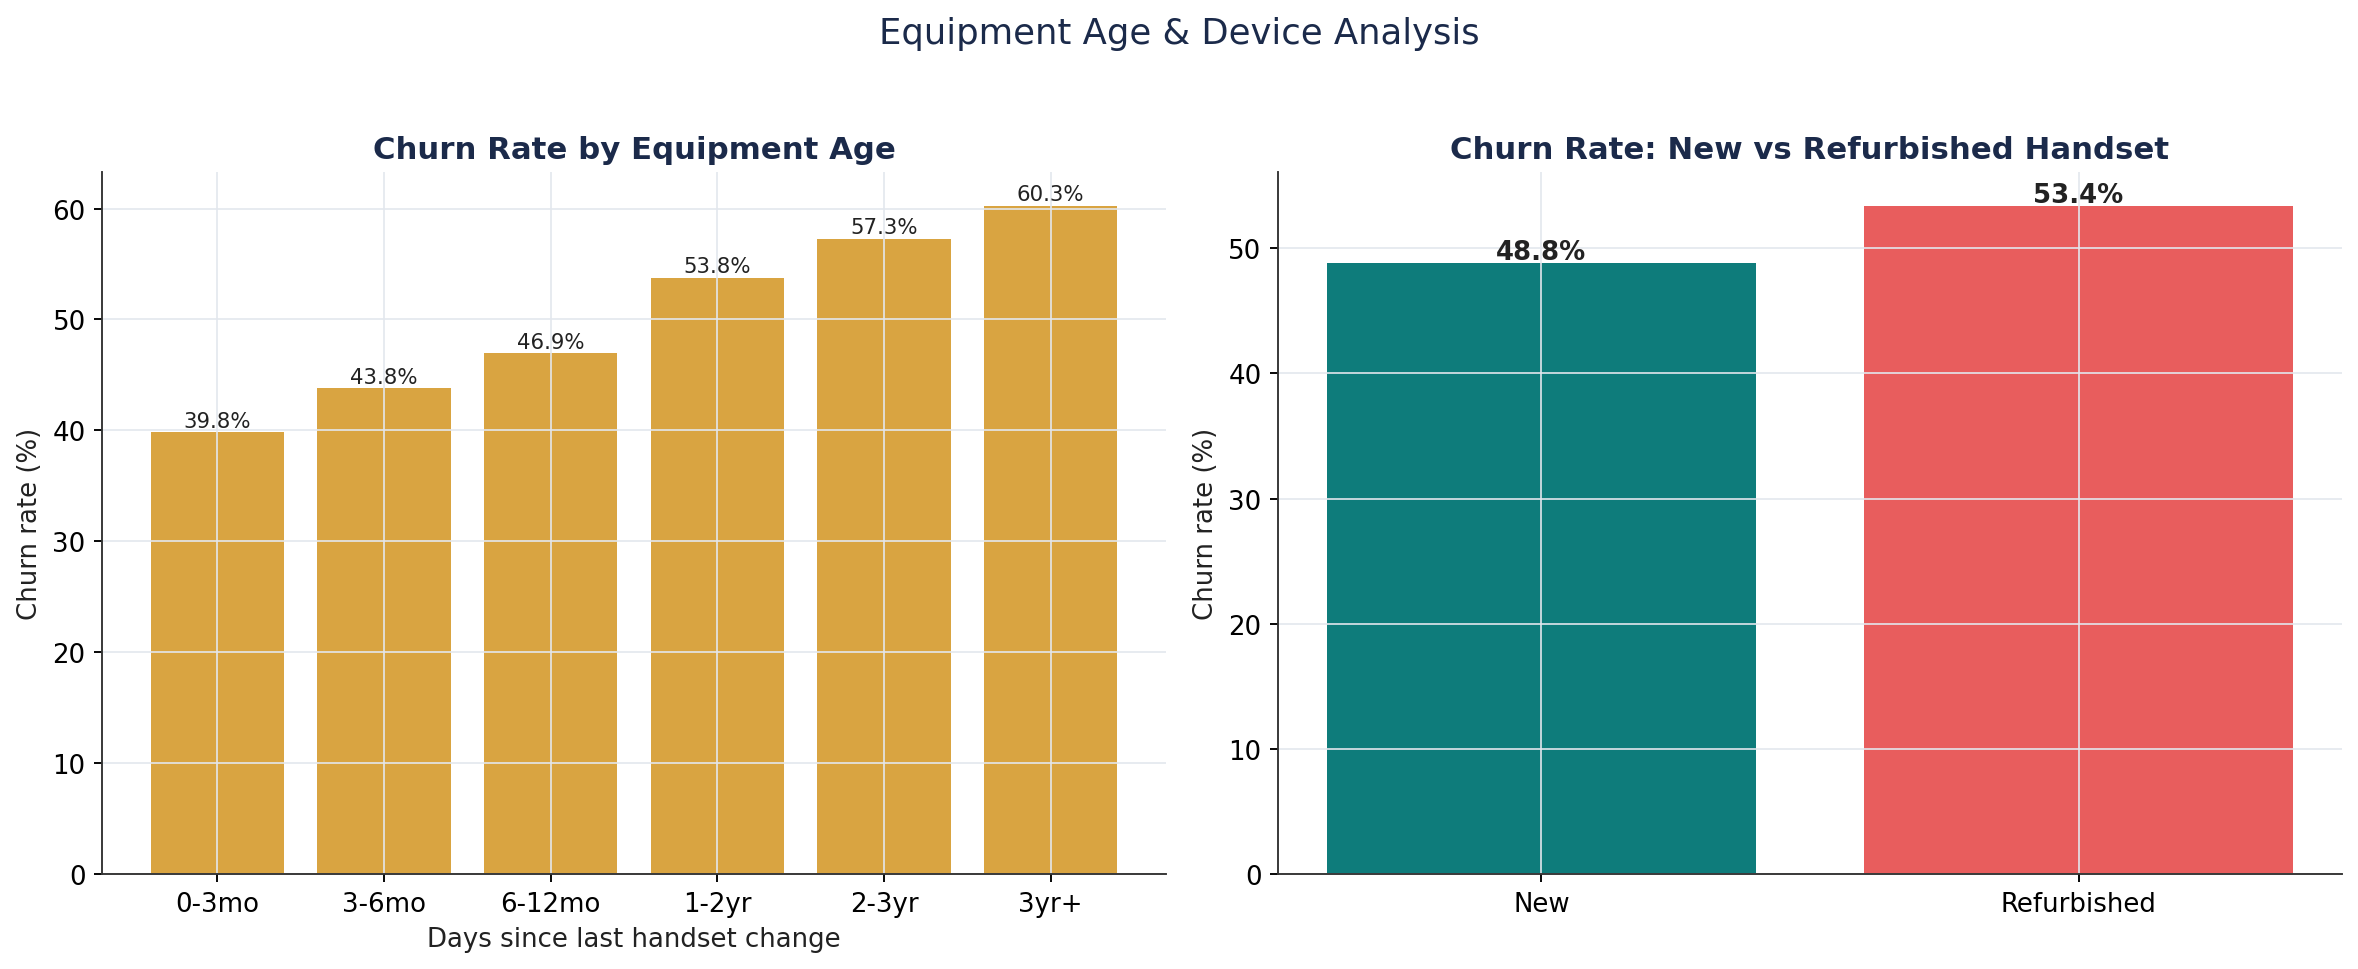 Equipment Age & Device Analysis
Churn Rate by Equipment Age
Churn rate (%)
60
50
40
30
20
10
0
39.8%
43.8%
46.9%
53.8%
57.3%
60.3%
0-3mo
3-6mo
6-12mo
1-2yr
2-3yr
3yr+
Days since last handset change
Churn Rate: New vs Refurbished Handset
Churn rate (%)
50
40
30
20
10
0
48.8%
53.4%
New
Refurbished